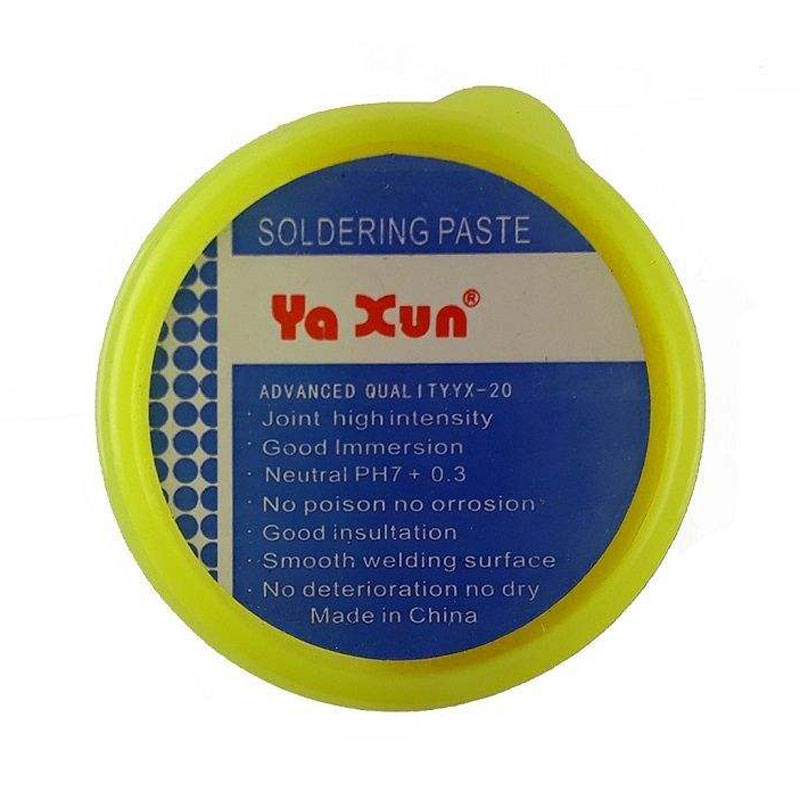 SOLDERING PASTE
Ya Xun®
ADVANCED QUALITYYX-20
· Joint high intensity
· Good Immersion
· Neutral PH7 + 0.3
· No poison no orrosion
· Good insultation
· Smooth welding surface
· No deterioration no dry
Made in China